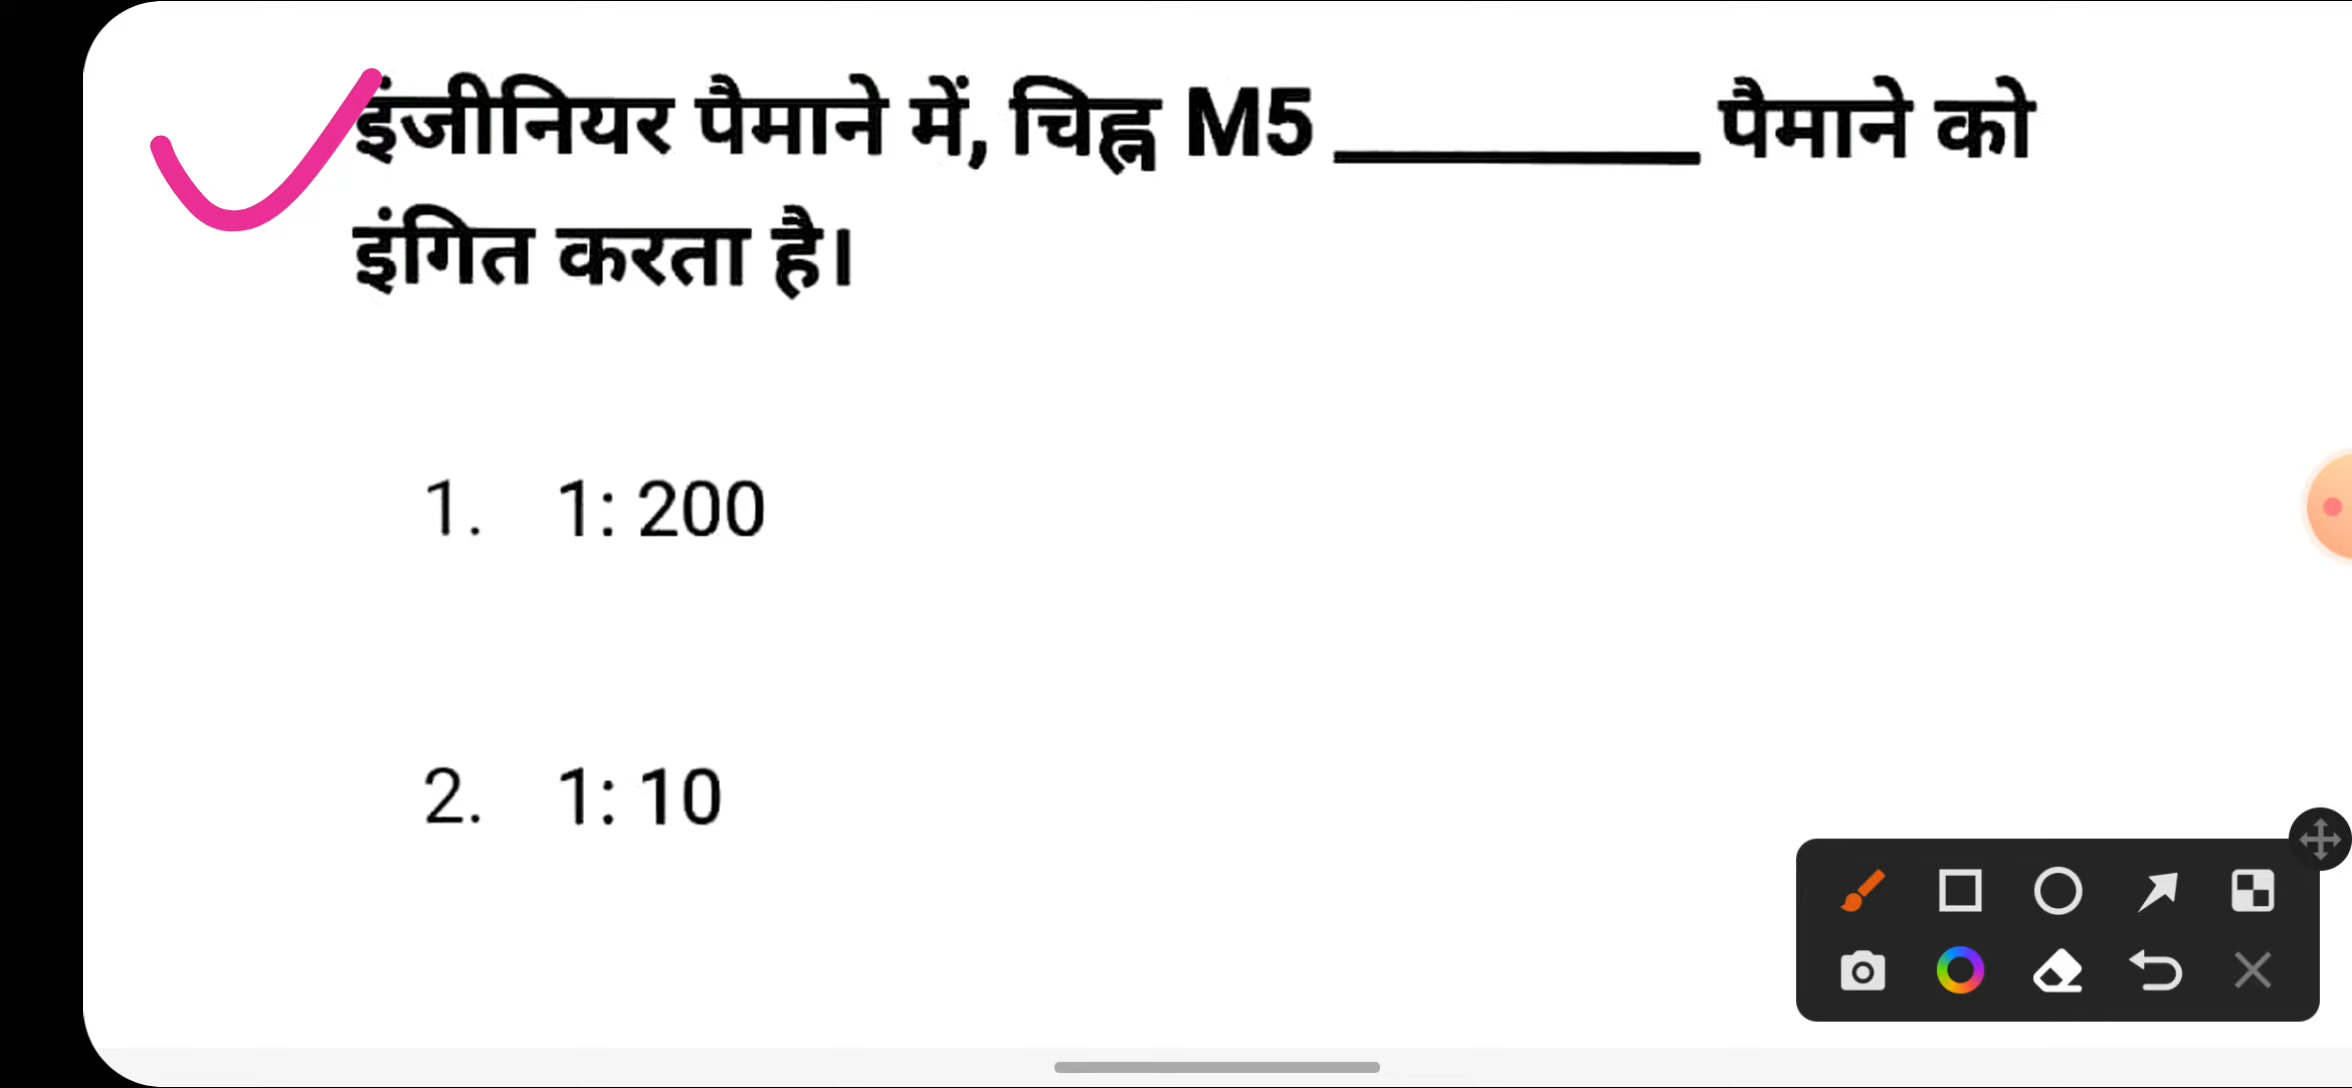 इंजीनियर पैमाने में, चिह्न M5 ________ पैमाने को
इंगित करता है।
1. 1: 200
2. 1: 10